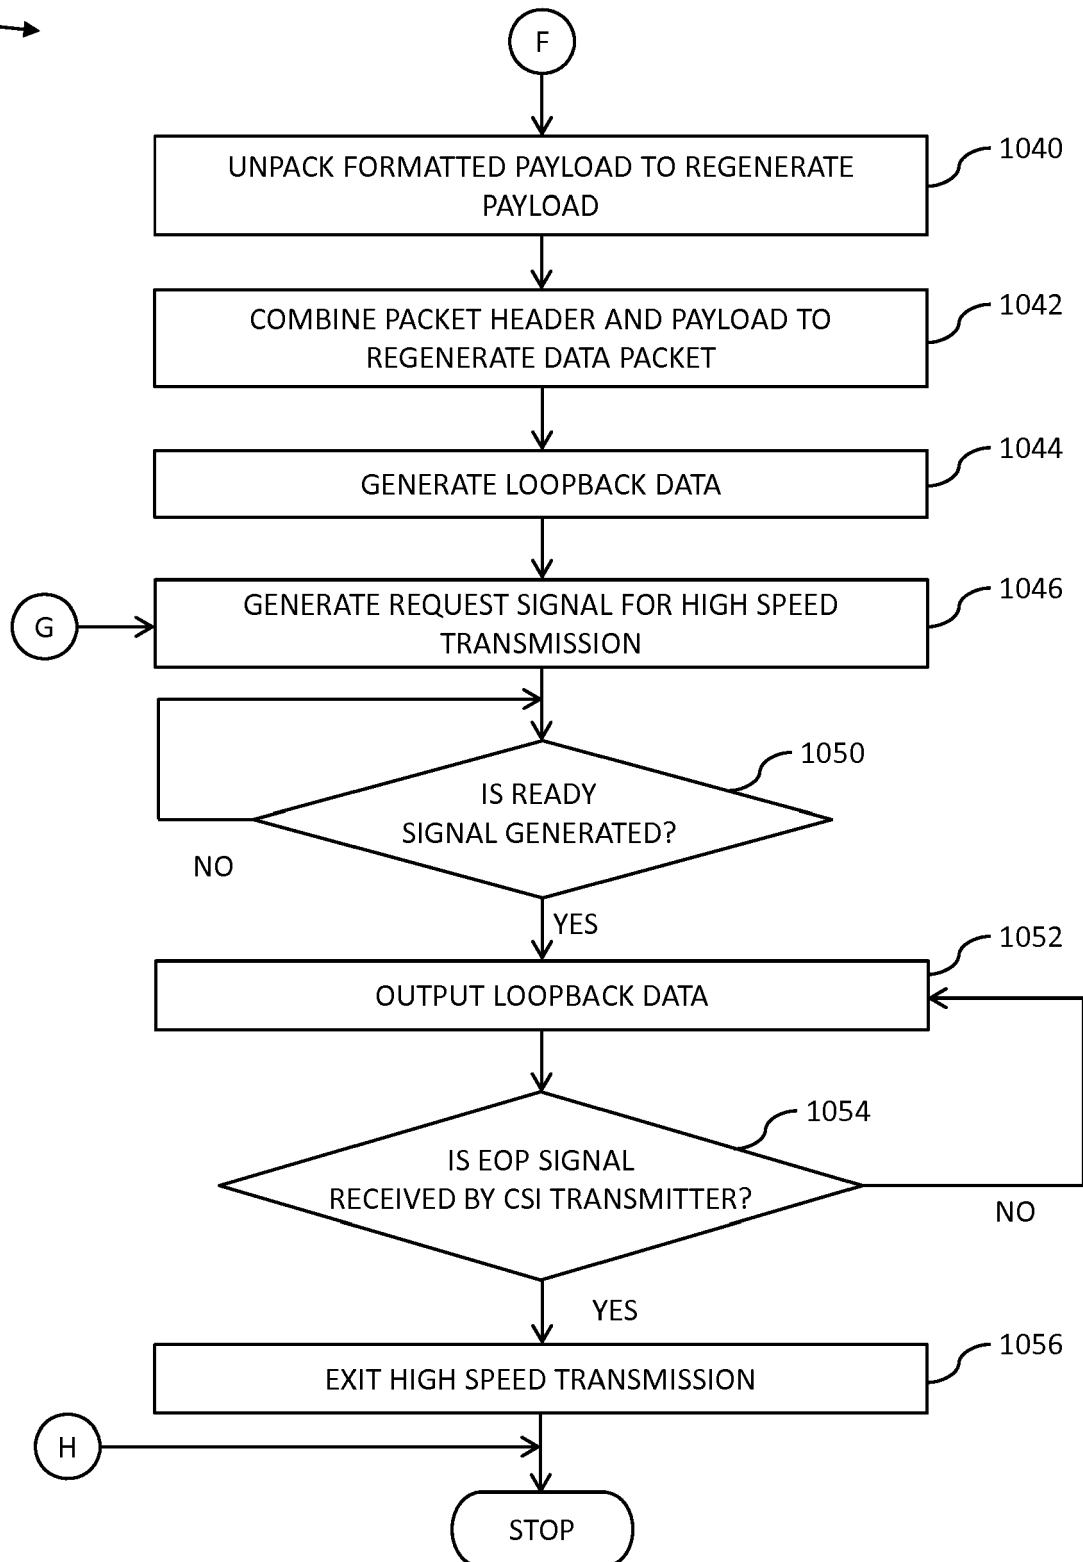 F
UNPACK FORMATTED PAYLOAD TO REGENERATE
PAYLOAD
1040
COMBINE PACKET HEADER AND PAYLOAD TO
REGENERATE DATA PACKET
1042
GENERATE LOOPBACK DATA
1044
G
GENERATE REQUEST SIGNAL FOR HIGH SPEED
TRANSMISSION
1046
IS READY
SIGNAL GENERATED?
1050
NO
YES
OUTPUT LOOPBACK DATA
1052
IS EOP SIGNAL
RECEIVED BY CSI TRANSMITTER?
1054
NO
YES
EXIT HIGH SPEED TRANSMISSION
1056
H
STOP